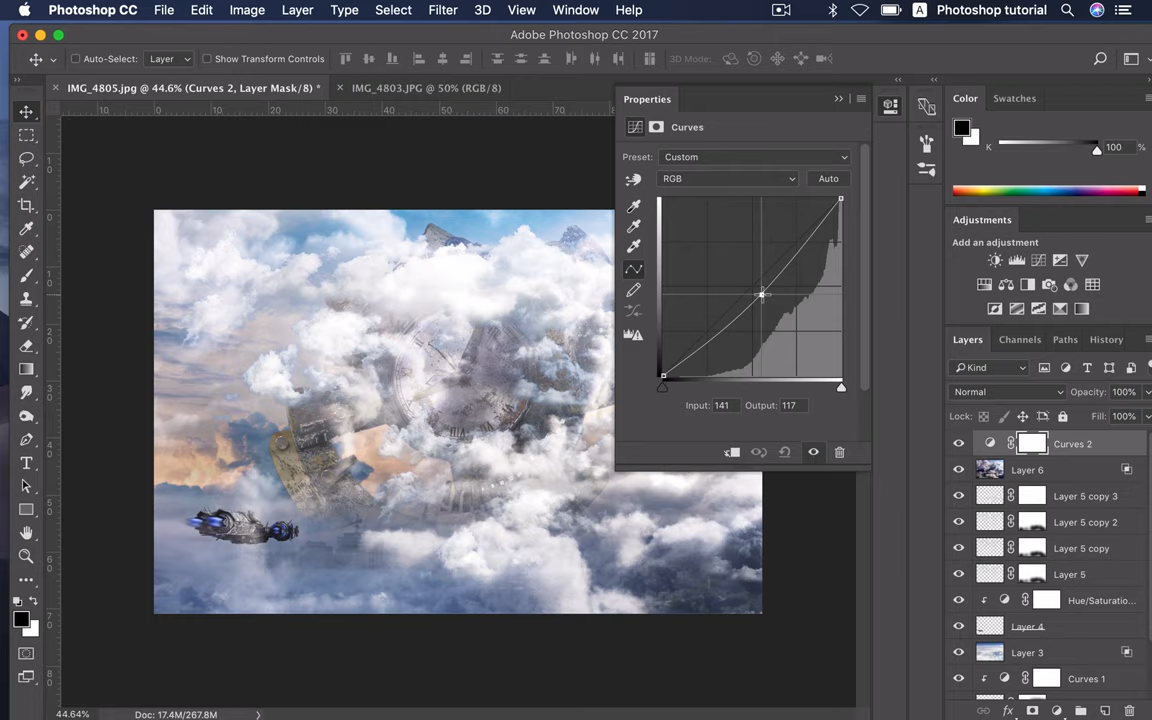 Photoshop CC File Edit Image Layer Type Select Filter 3D View Window Help A Photoshop tutorial
Adobe Photoshop CC 2017
Auto-Select: Layer Show Transform Controls 3D Mode:
IMG_4805.jpg @ 44.6% (Curves 2, Layer Mask/8) * IMG_4803.JPG @ 50% (RGB/8)
Properties
Curves
Preset: Custom
RGB Auto
Input: 141 Output: 117
Color Swatches
K 100 %
Adjustments
Add an adjustment
Layers Channels Paths History
Kind
Normal Opacity: 100%
Lock: Fill: 100%
Curves 2
Layer 6
Layer 5 copy 3
Layer 5 copy 2
Layer 5 copy
Layer 5
Hue/Saturatio...
Layer 4
Layer 3
Curves 1
44.64% Doc: 17.4M/267.8M